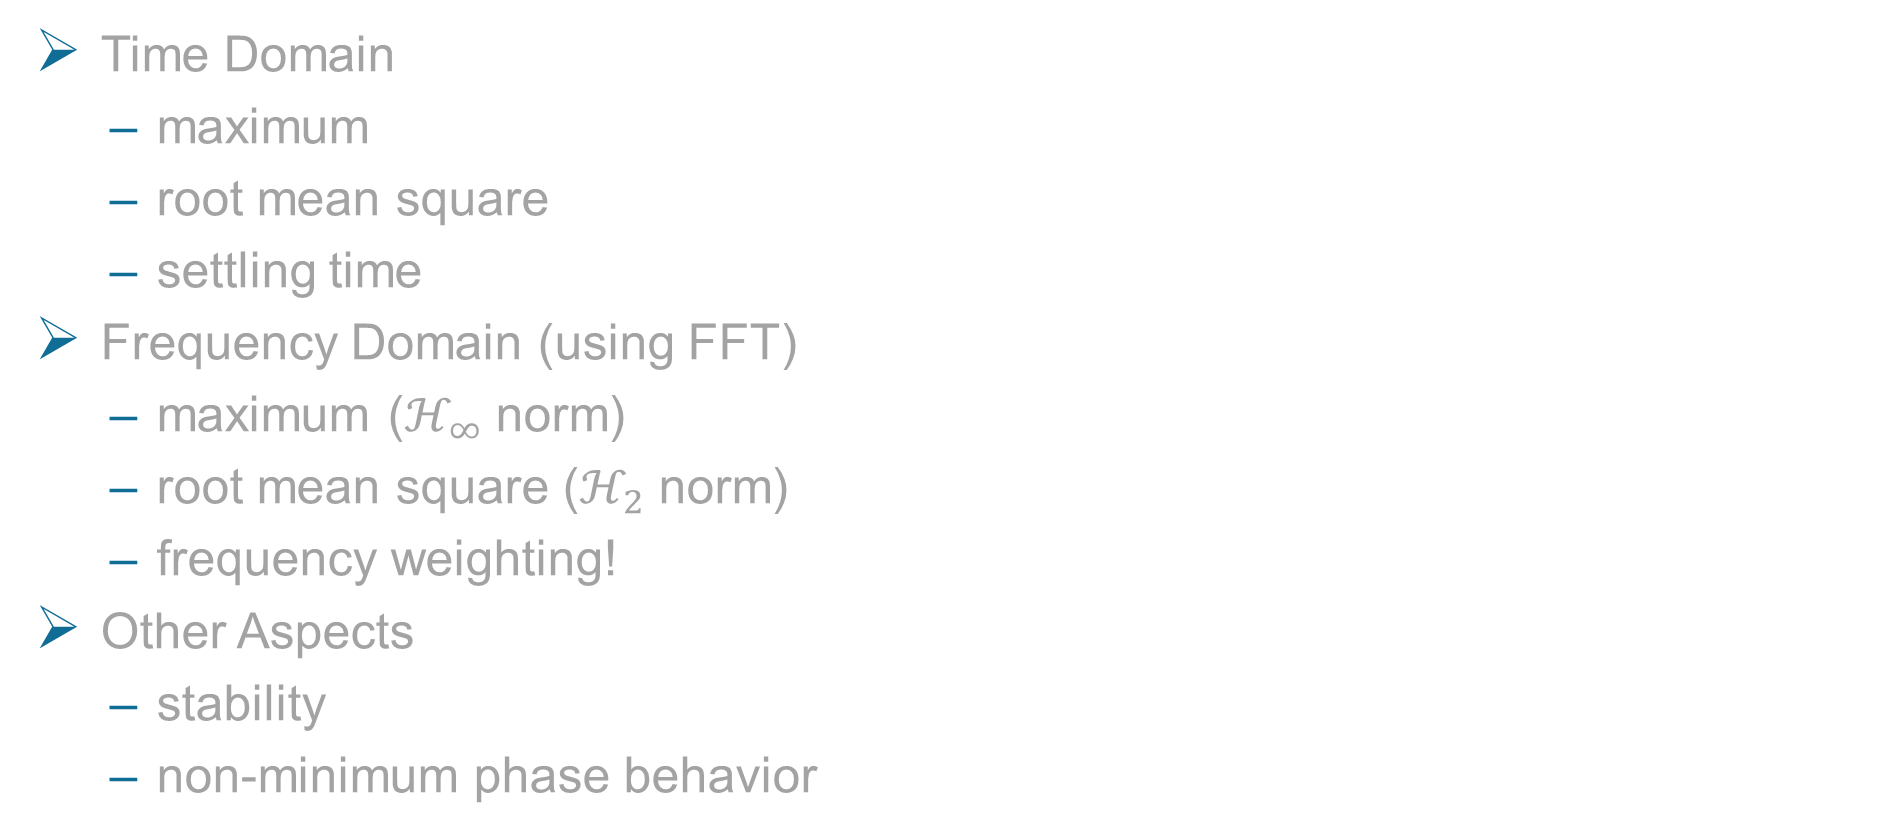 ➢ Time Domain
– maximum
– root mean square
– settling time
➢ Frequency Domain (using FFT)
– maximum (ℋ∞ norm)
– root mean square (ℋ₂ norm)
– frequency weighting!
➢ Other Aspects
– stability
– non-minimum phase behavior